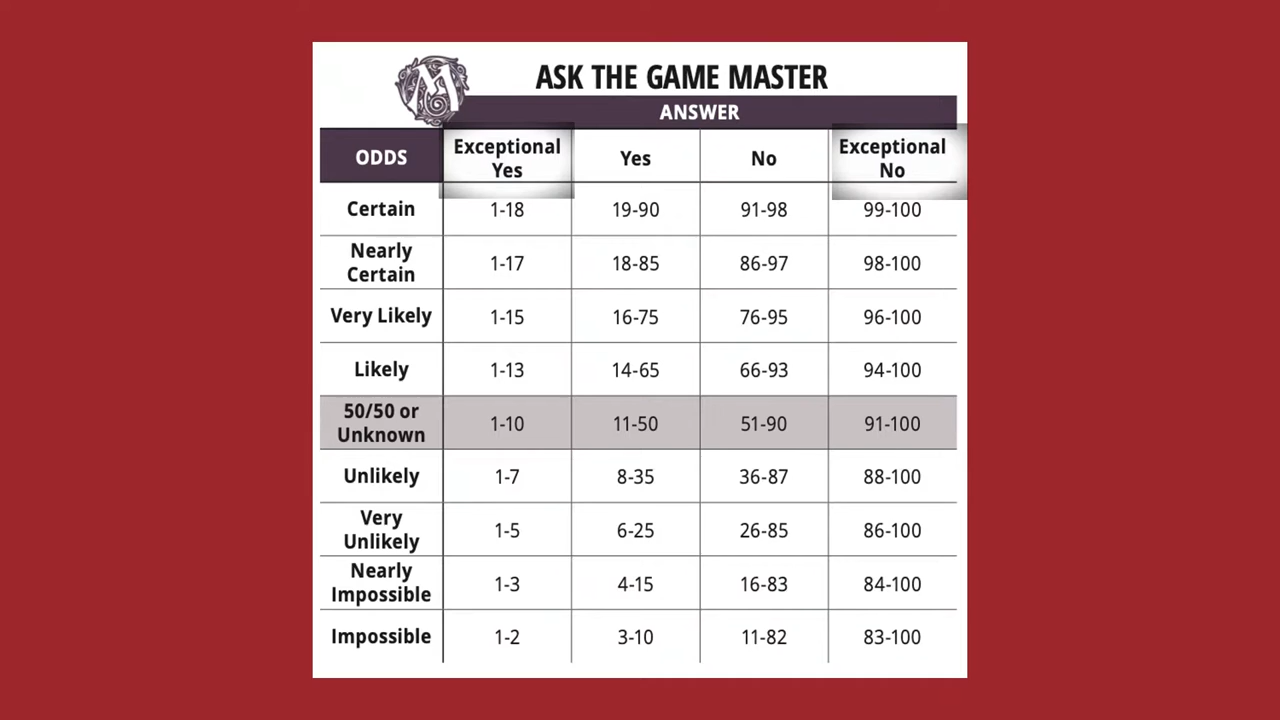 M
ASK THE GAME MASTER
ANSWER
ODDS
Exceptional
Yes
Yes
No
Exceptional
No
Certain
1-18
19-90
91-98
99-100
Nearly
Certain
1-17
18-85
86-97
98-100
Very Likely
1-15
16-75
76-95
96-100
Likely
1-13
14-65
66-93
94-100
50/50 or
Unknown
1-10
11-50
51-90
91-100
Unlikely
1-7
8-35
36-87
88-100
Very
Unlikely
1-5
6-25
26-85
86-100
Nearly
Impossible
1-3
4-15
16-83
84-100
Impossible
1-2
3-10
11-82
83-100